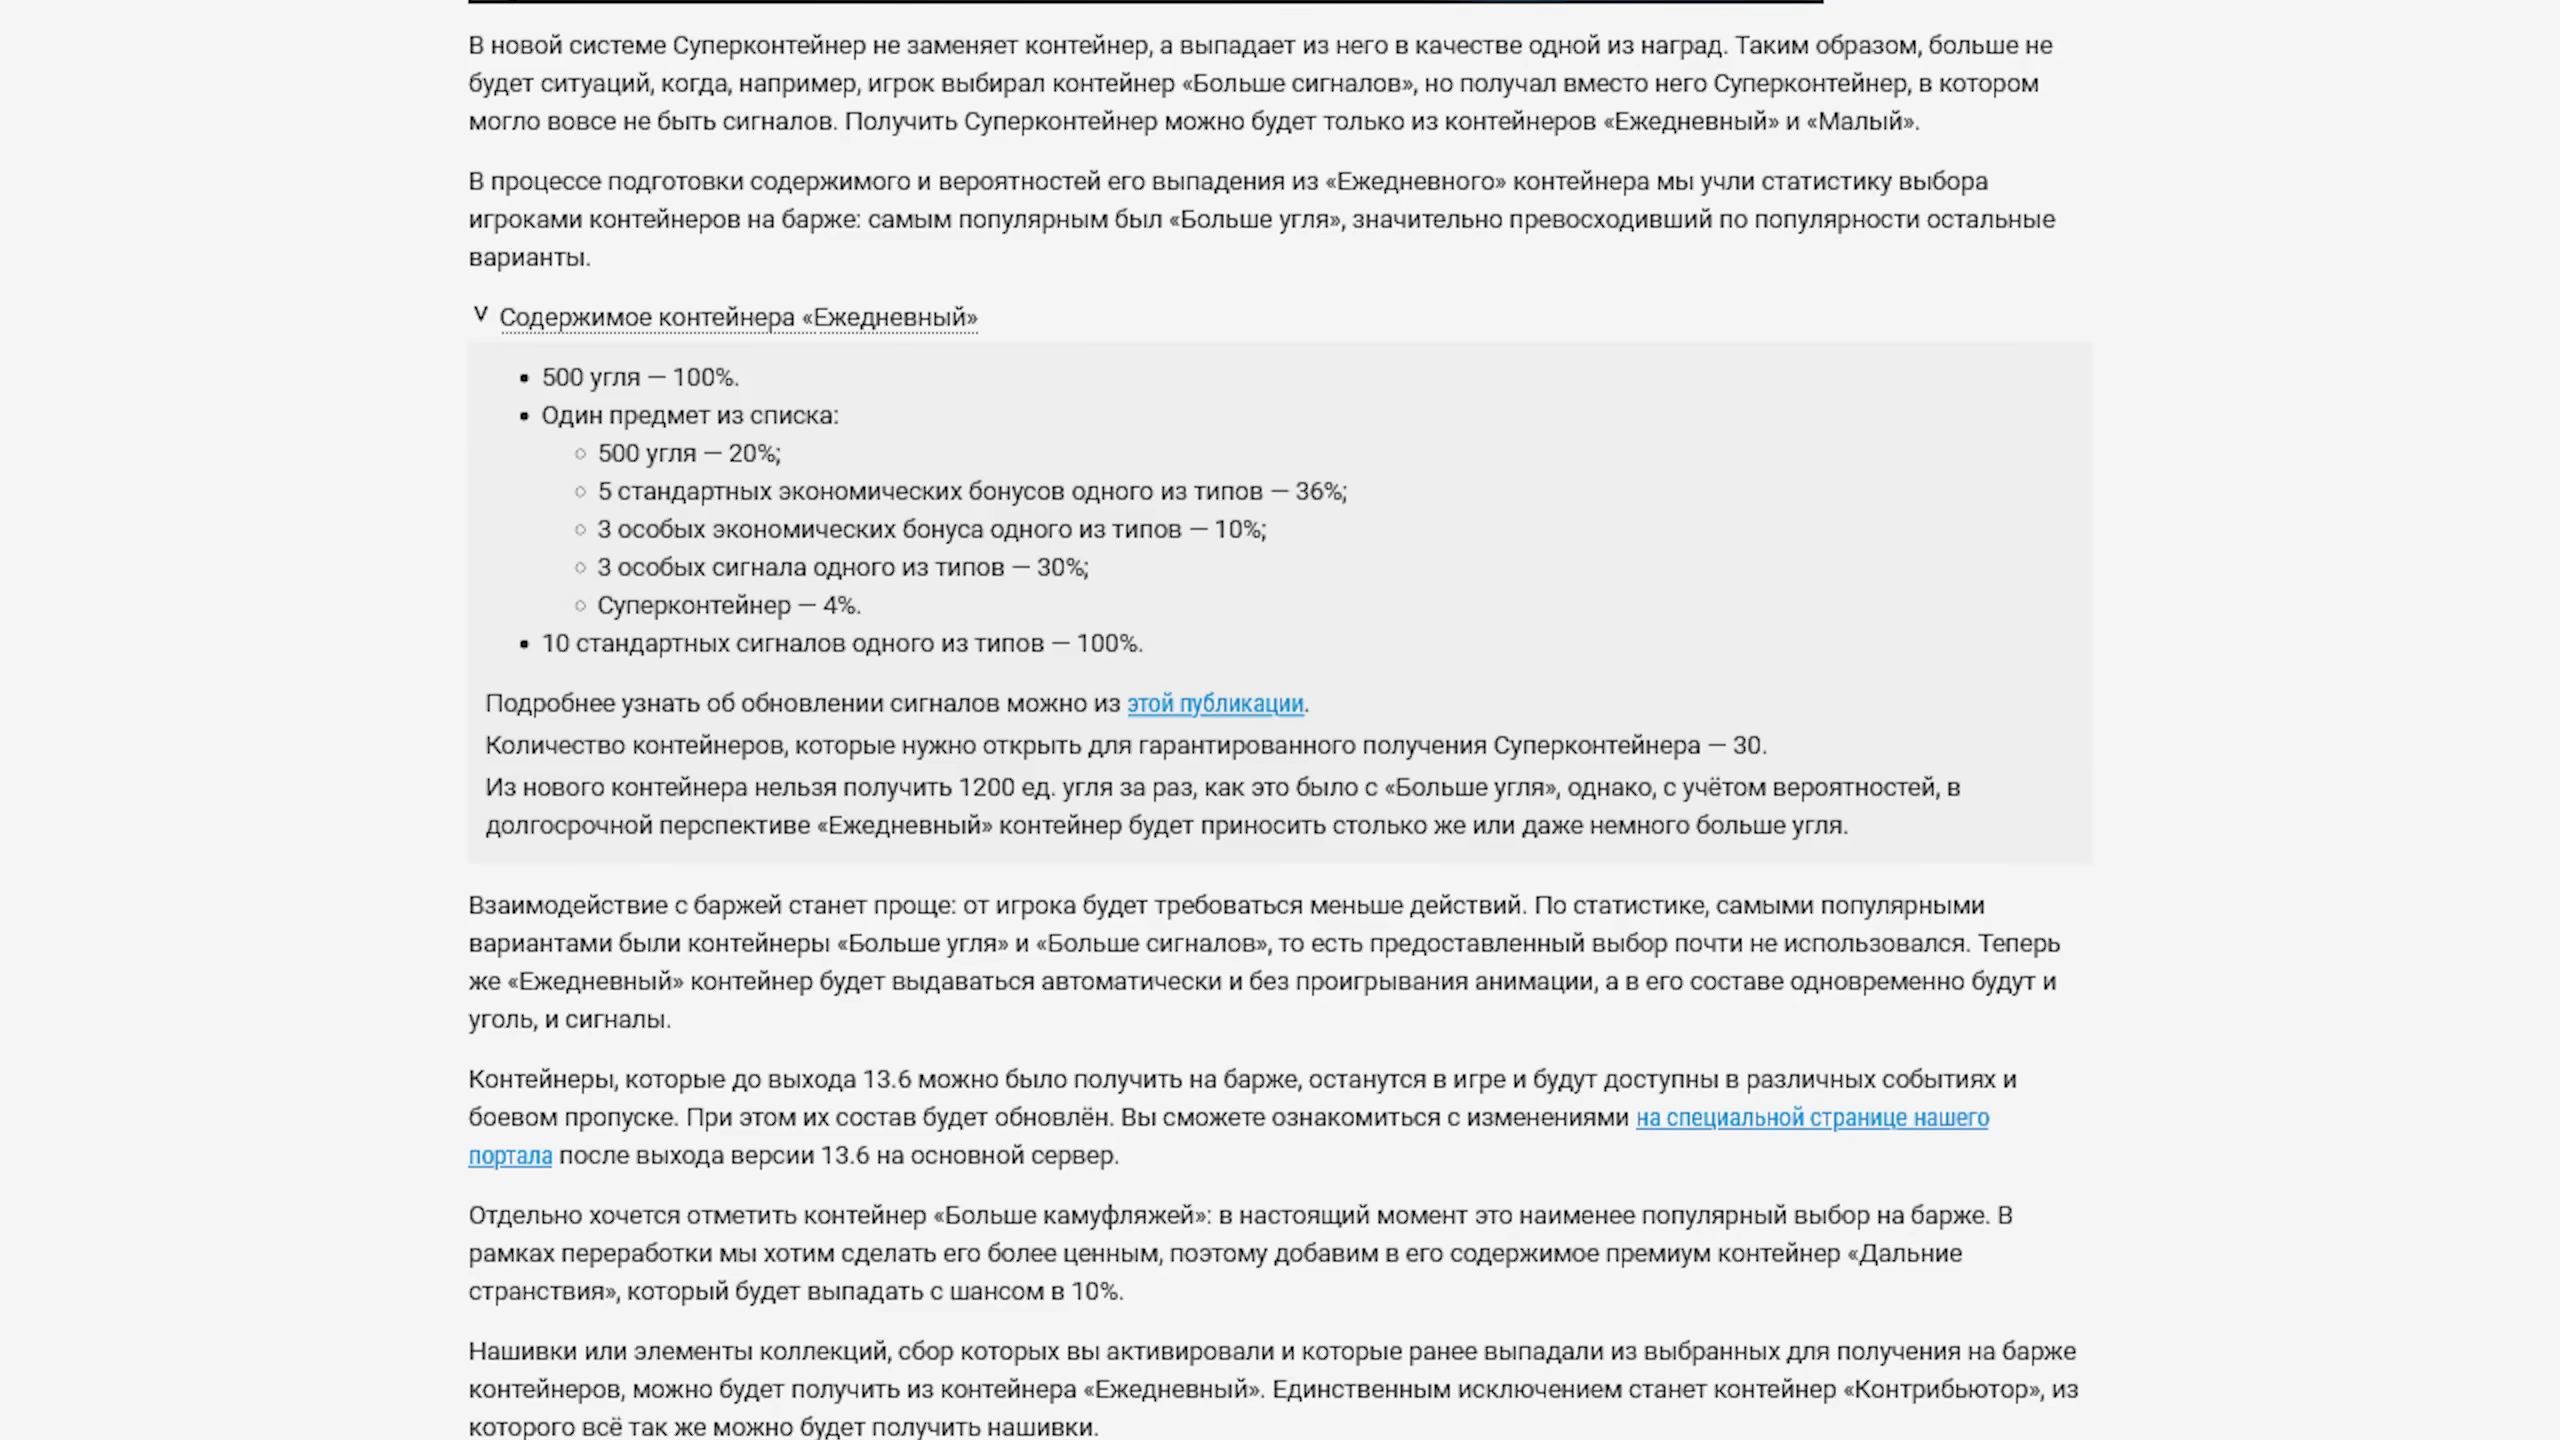 В новой системе Суперконтейнер не заменяет контейнер, а выпадает из него в качестве одной из наград. Таким образом, больше не
будет ситуаций, когда, например, игрок выбирал контейнер «Больше сигналов», но получал вместо него Суперконтейнер, в котором
могло вовсе не быть сигналов. Получить Суперконтейнер можно будет только из контейнеров «Ежедневный» и «Малый».
В процессе подготовки содержимого и вероятностей его выпадения из «Ежедневного» контейнера мы учли статистику выбора
игроками контейнеров на барже: самым популярным был «Больше угля», значительно превосходивший по популярности остальные
варианты.
Содержимое контейнера «Ежедневный»
500 угля — 100%.
Один предмет из списка:
500 угля — 20%;
5 стандартных экономических бонусов одного из типов — 36%;
3 особых экономических бонуса одного из типов — 10%;
3 особых сигнала одного из типов — 30%;
Суперконтейнер — 4%.
10 стандартных сигналов одного из типов — 100%.
Подробнее узнать об обновлении сигналов можно из этой публикации.
Количество контейнеров, которые нужно открыть для гарантированного получения Суперконтейнера — 30.
Из нового контейнера нельзя получить 1200 ед. угля за раз, как это было с «Больше угля», однако, с учётом вероятностей, в
долгосрочной перспективе «Ежедневный» контейнер будет приносить столько же или даже немного больше угля.
Взаимодействие с баржей станет проще: от игрока будет требоваться меньше действий. По статистике, самыми популярными
вариантами были контейнеры «Больше угля» и «Больше сигналов», то есть предоставленный выбор почти не использовался. Теперь
же «Ежедневный» контейнер будет выдаваться автоматически и без проигрывания анимации, а в его составе одновременно будут и
уголь, и сигналы.
Контейнеры, которые до выхода 13.6 можно было получить на барже, останутся в игре и будут доступны в различных событиях и
боевом пропуске. При этом их состав будет обновлён. Вы сможете ознакомиться с изменениями на специальной странице нашего
портала после выхода версии 13.6 на основной сервер.
Отдельно хочется отметить контейнер «Больше камуфляжей»: в настоящий момент это наименее популярный выбор на барже. В
рамках переработки мы хотим сделать его более ценным, поэтому добавим в его содержимое премиум контейнер «Дальние
странствия», который будет выпадать с шансом в 10%.
Нашивки или элементы коллекций, сбор которых вы активировали и которые ранее выпадали из выбранных для получения на барже
контейнеров, можно будет получить из контейнера «Ежедневный». Единственным исключением станет контейнер «Контрибьютор», из
которого всё так же можно будет получить нашивки.